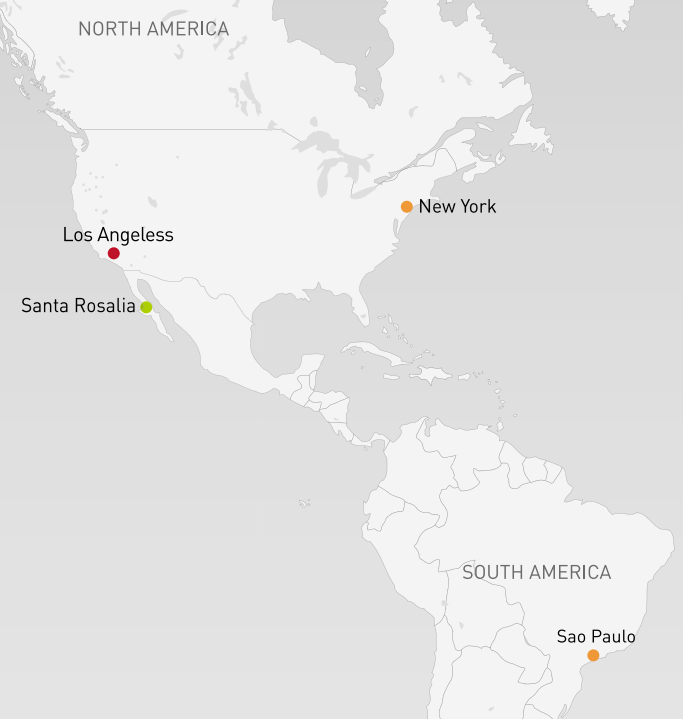 NORTH AMERICA
New York
Los Angeless
Santa Rosalia
SOUTH AMERICA
Sao Paulo